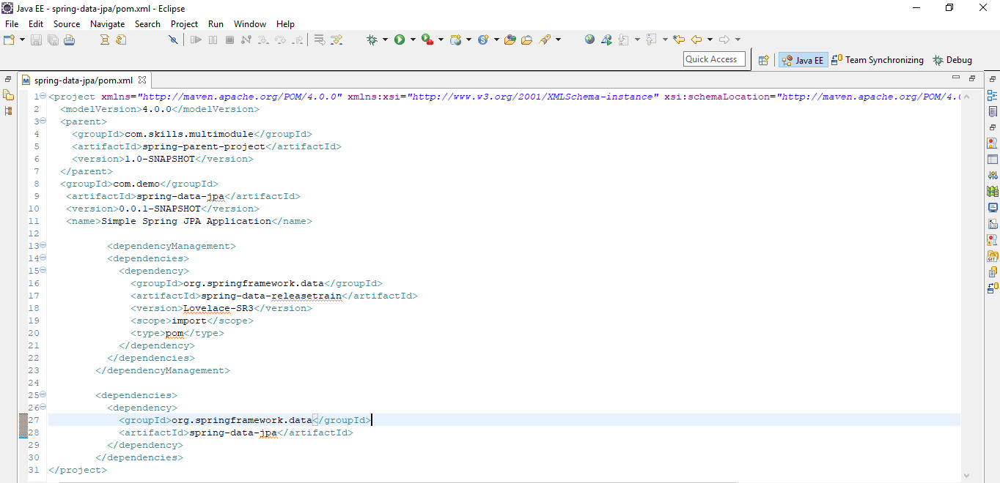 Java EE - spring-data-jpa/pom.xml - Eclipse
File Edit Source Navigate Search Project Run Window Help
Quick Access
Java EE
Team Synchronizing
Debug
spring-data-jpa/pom.xml
1 <project xmlns="http://maven.apache.org/POM/4.0.0" xmlns:xsi="http://www.w3.org/2001/XMLSchema-instance" xsi:schemaLocation="http://maven.apache.org/POM/4.
2 <modelVersion>4.0.0</modelVersion>
3 <parent>
4 <groupId>com.skills.multimodule</groupId>
5 <artifactId>spring-parent-project</artifactId>
6 <version>1.0-SNAPSHOT</version>
7 </parent>
8 <groupId>com.demo</groupId>
9 <artifactId>spring-data-jpa</artifactId>
10 <version>0.0.1-SNAPSHOT</version>
11 <name>Simple Spring JPA Application</name>
12
13 <dependencyManagement>
14 <dependencies>
15 <dependency>
16 <groupId>org.springframework.data</groupId>
17 <artifactId>spring-data-releasetrain</artifactId>
18 <version>Lovelace-SR3</version>
19 <scope>import</scope>
20 <type>pom</type>
21 </dependency>
22 </dependencies>
23 </dependencyManagement>
24
25 <dependencies>
26 <dependency>
27 <groupId>org.springframework.data</groupId>
28 <artifactId>spring-data-jpa</artifactId>
29 </dependency>
30 </dependencies>
31 </project>